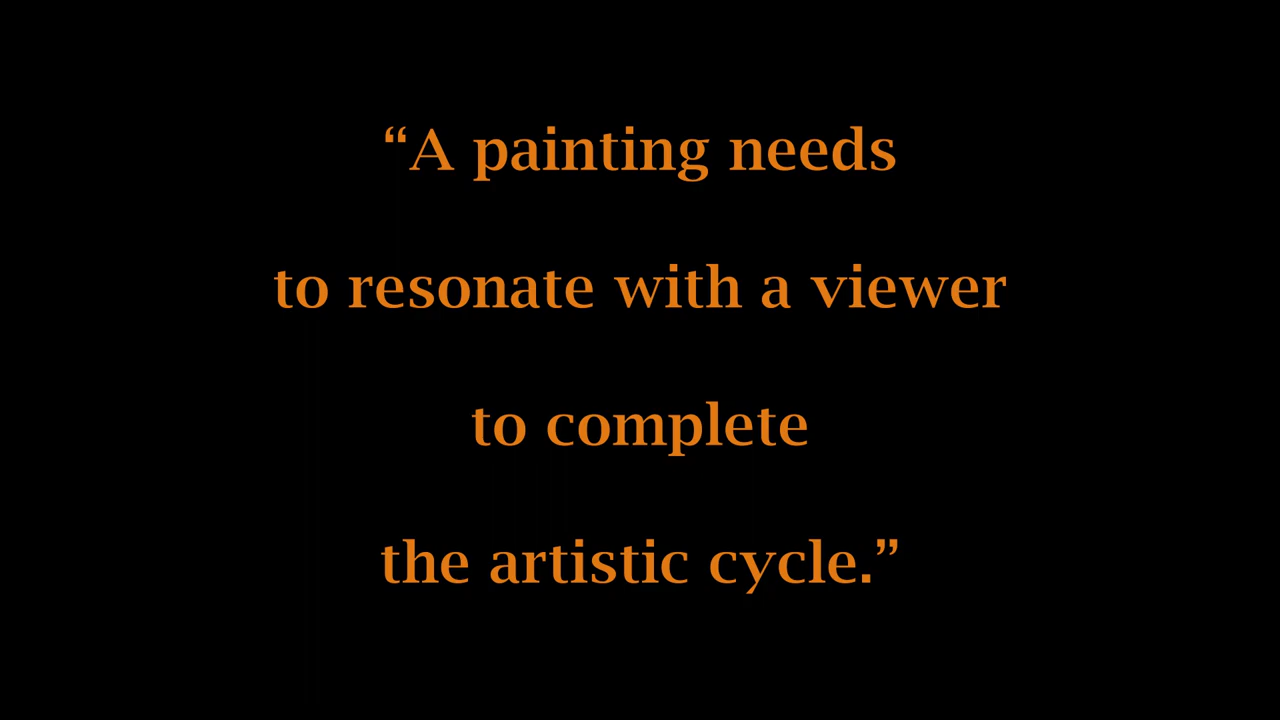 “A painting needs
to resonate with a viewer
to complete
the artistic cycle.”